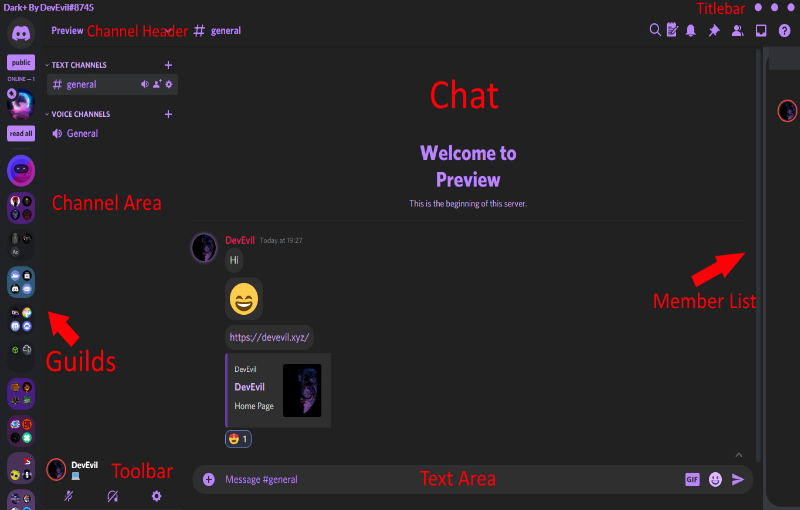 Dark+ By DevEvil#8745
Titlebar
Preview
Channel Header
general
public
ONLINE — 1
read all
TEXT CHANNELS
general
VOICE CHANNELS
General
Channel Area
Guilds
Chat
Welcome to
Preview
This is the beginning of this server.
DevEvil Today at 19:27
Hi
https://devevil.xyz/
DevEvil
DevEvil
Home Page
1
Member List
DevEvil
Toolbar
Message #general
Text Area
GIF